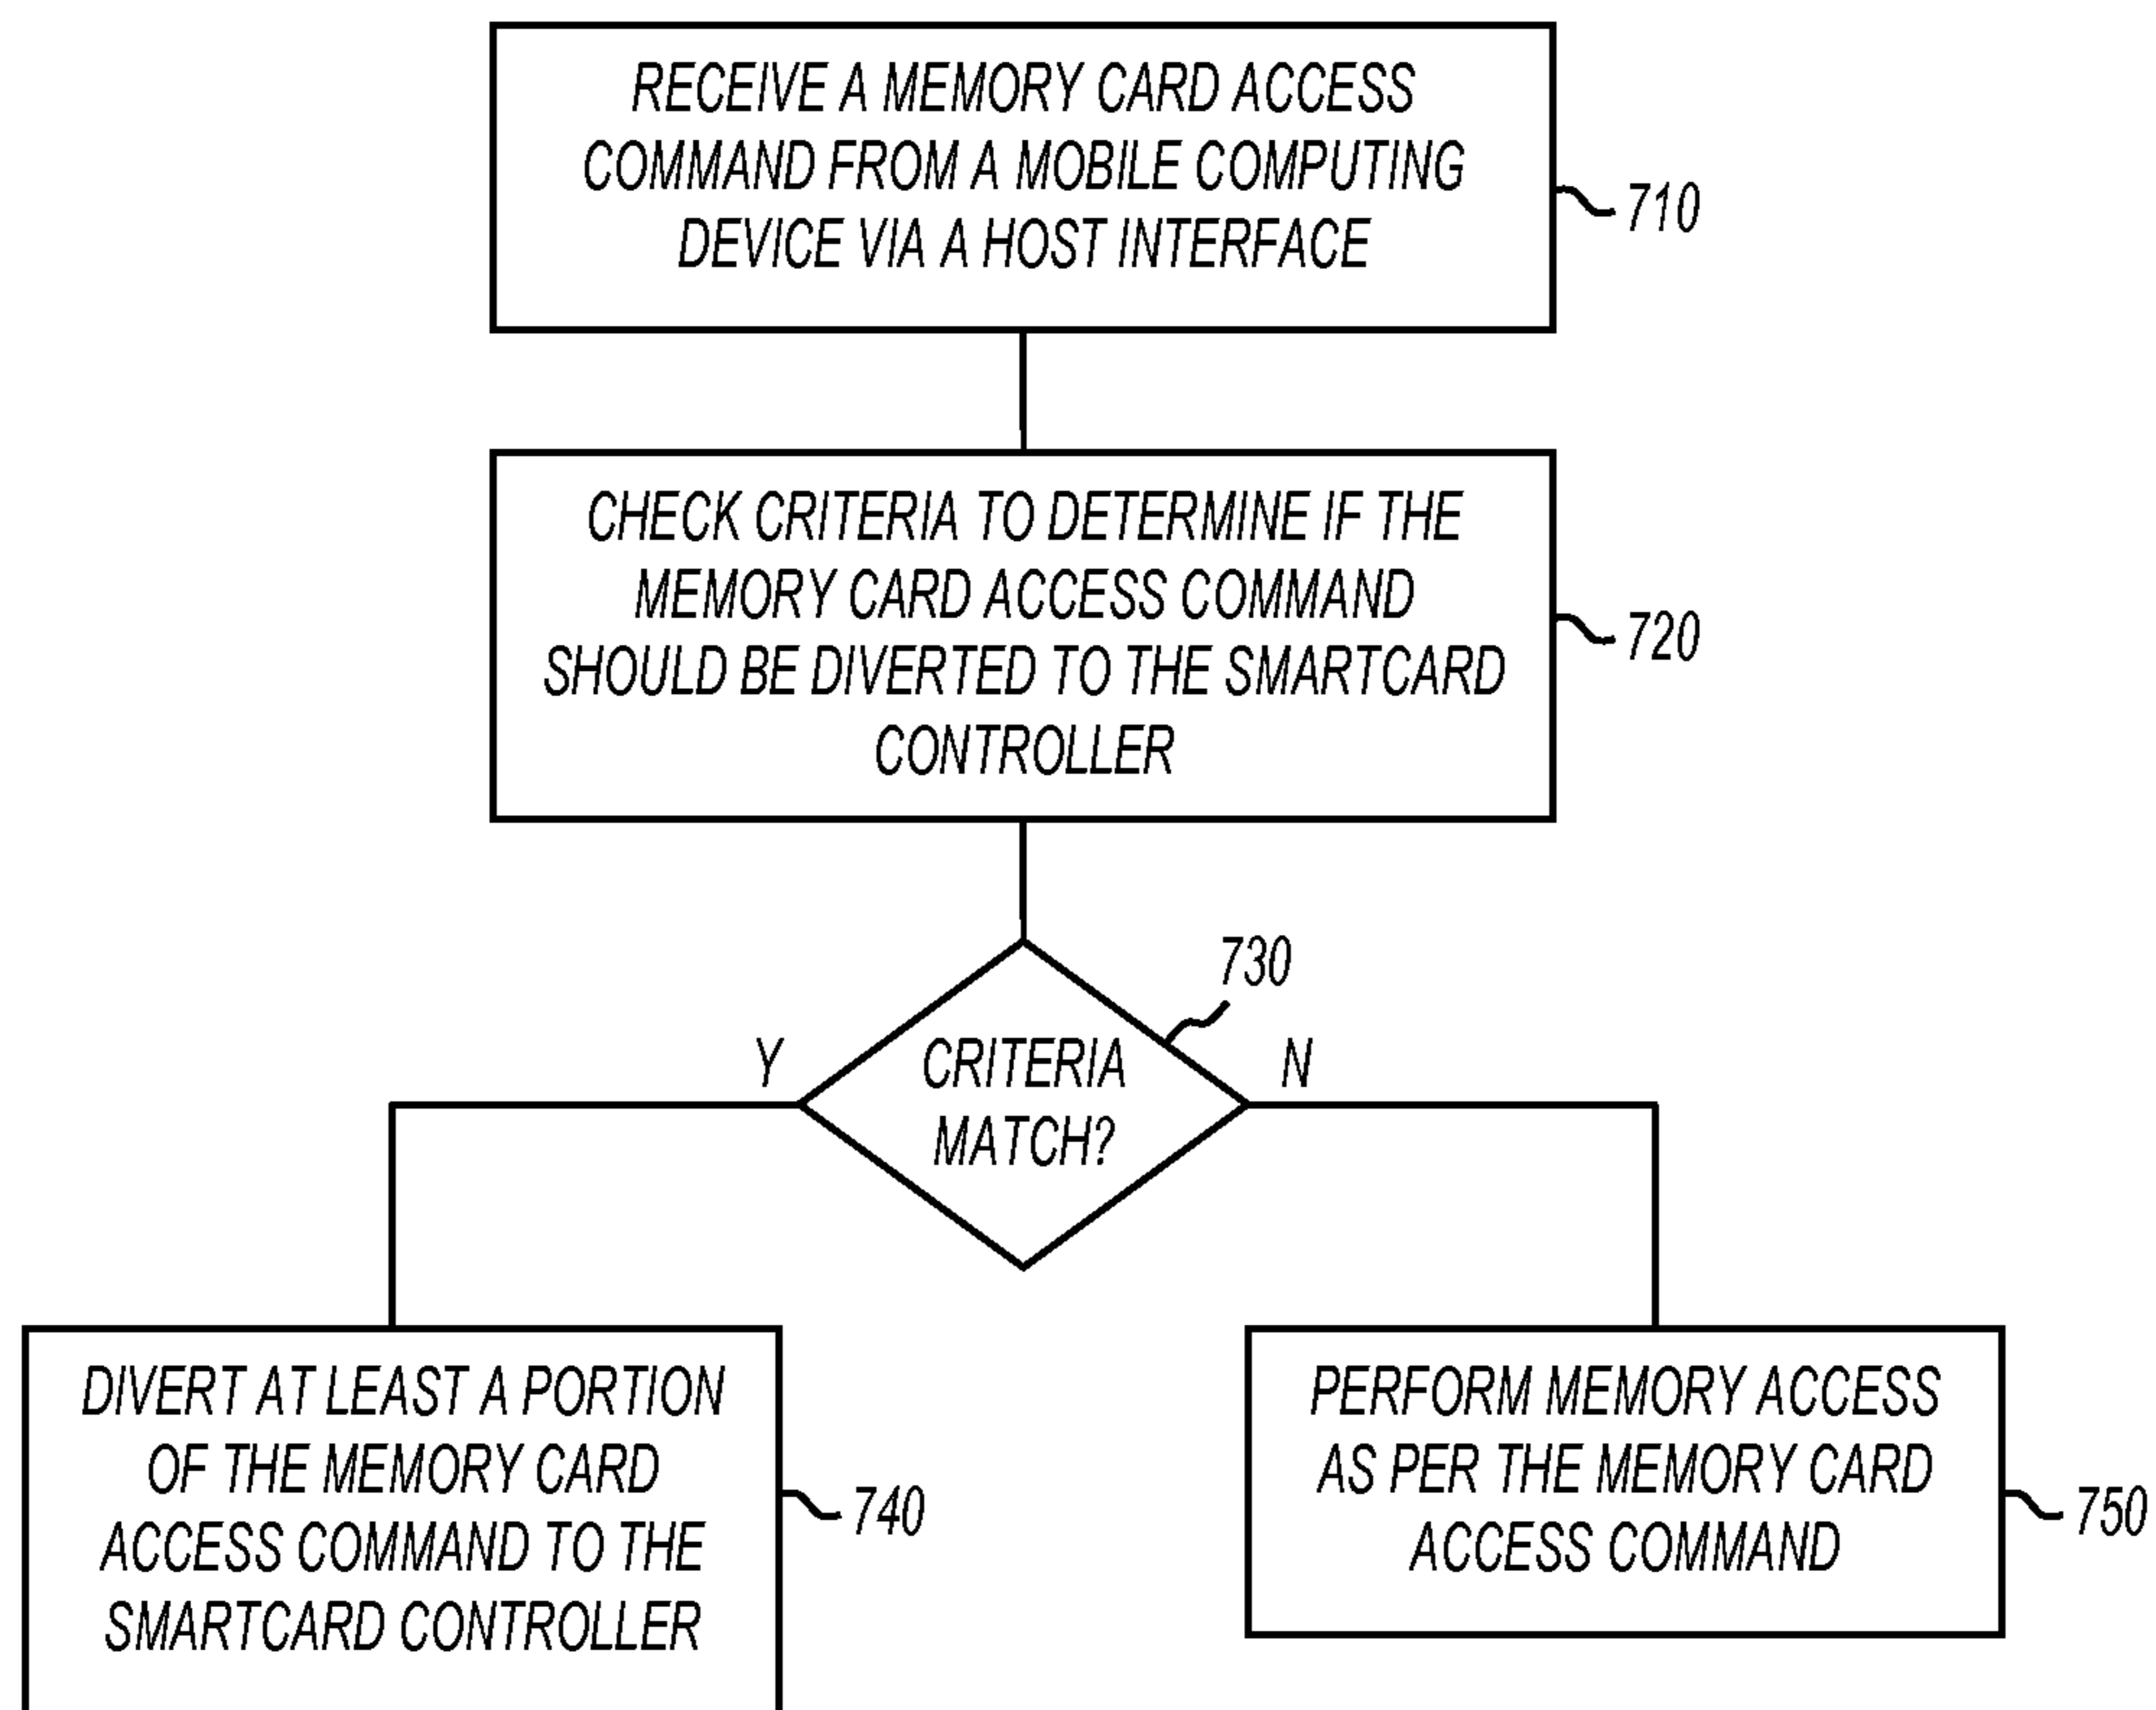 RECEIVE A MEMORY CARD ACCESS
COMMAND FROM A MOBILE COMPUTING
DEVICE VIA A HOST INTERFACE
710
CHECK CRITERIA TO DETERMINE IF THE
MEMORY CARD ACCESS COMMAND
SHOULD BE DIVERTED TO THE SMARTCARD
CONTROLLER
720
730
Y
CRITERIA
MATCH?
N
DIVERT AT LEAST A PORTION
OF THE MEMORY CARD
ACCESS COMMAND TO THE
SMARTCARD CONTROLLER
740
PERFORM MEMORY ACCESS
AS PER THE MEMORY CARD
ACCESS COMMAND
750